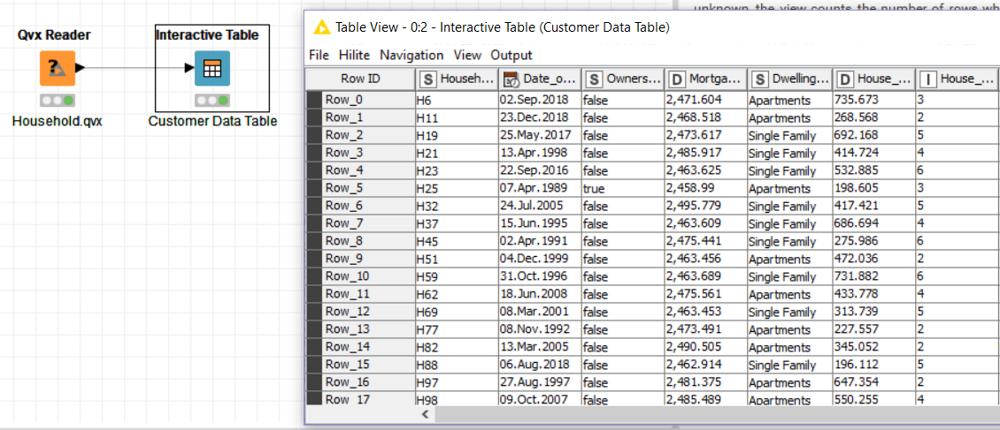 unknown, the view counts the number of rows wh
Qvx Reader
Household.qvx
Interactive Table
Customer Data Table
Table View - 0:2 - Interactive Table (Customer Data Table)
File Hilite Navigation View Output
Row ID S Househ... Date_o... S Owners... D Mortga... S Dwelling... D House_... I House_...
Row_0 H6 02.Sep.2018 false 2,471.604 Apartments 735.673 3
Row_1 H11 23.Dec.2018 false 2,468.518 Apartments 268.568 2
Row_2 H19 25.May.2017 false 2,473.617 Single Family 692.168 5
Row_3 H21 13.Apr.1998 false 2,485.917 Single Family 414.724 4
Row_4 H23 22.Sep.2016 false 2,463.625 Single Family 532.885 6
Row_5 H25 07.Apr.1989 true 2,458.99 Apartments 198.605 3
Row_6 H32 24.Jul.2005 false 2,495.779 Single Family 417.421 5
Row_7 H37 15.Jun.1995 false 2,463.609 Single Family 686.694 4
Row_8 H45 02.Apr.1991 false 2,475.441 Single Family 275.986 6
Row_9 H51 04.Dec.1999 false 2,463.456 Apartments 472.036 2
Row_10 H59 31.Oct.1996 false 2,463.689 Single Family 731.882 6
Row_11 H62 18.Jun.2008 false 2,475.561 Apartments 433.778 4
Row_12 H69 08.Mar.2001 false 2,463.453 Single Family 313.739 5
Row_13 H77 08.Nov.1992 false 2,473.491 Apartments 227.557 2
Row_14 H82 13.Mar.2005 false 2,490.505 Apartments 345.052 2
Row_15 H88 06.Aug.2018 false 2,462.914 Single Family 196.112 5
Row_16 H97 27.Aug.1997 false 2,481.375 Apartments 647.354 2
Row_17 H98 09.Oct.2007 false 2,485.489 Apartments 550.255 4